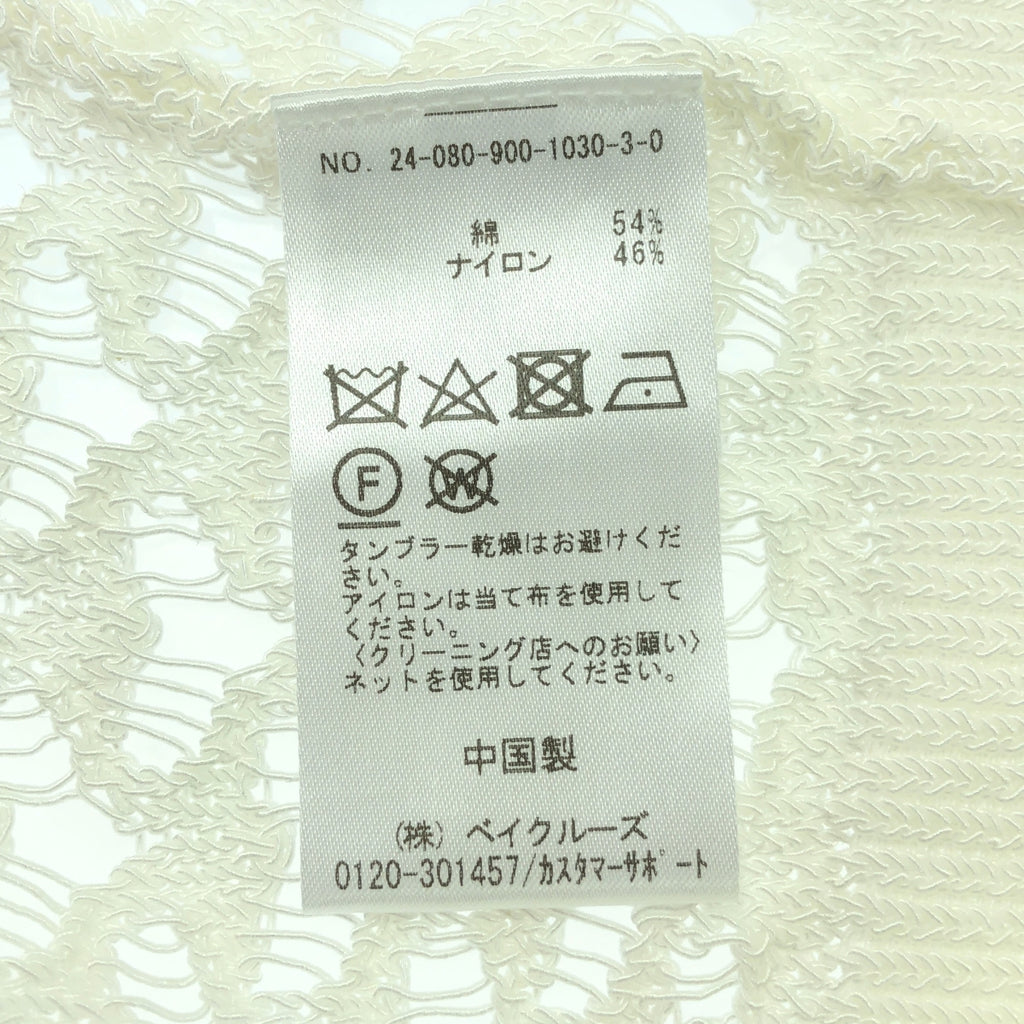 NO. 24-080-900-1030-3-0
綿 54%
ナイロン 46%
F W
タンブラー乾燥はお避けくだ
さい。
アイロンは当て布を使用して
ください。
〈クリーニング店へのお願い〉
ネットを使用してください。
中国製
(株) ベイクルーズ
0120-301457/カスタマーサポート